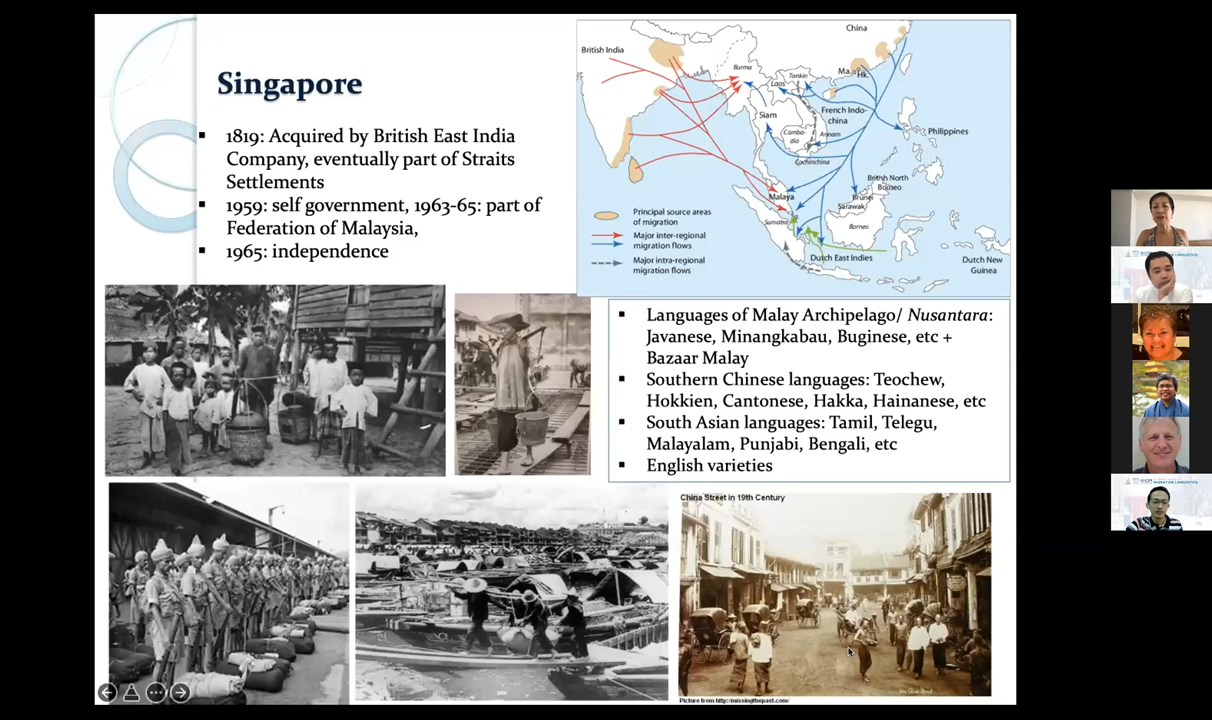 Singapore
▪ 1819: Acquired by British East India
Company, eventually part of Straits
Settlements
▪ 1959: self government, 1963-65: part of
Federation of Malaysia,
▪ 1965: independence
China
British India
Burma
Tonkin
Ma.
Hk.
Laos
Siam
French Indo-
china
Cambo-
dia
Annam
Cochinchina
Philippines
British North
Borneo
Malaya
Brunei
Sarawak
Sumatra
Borneo
Dutch East Indies
Dutch New
Guinea
Principal source areas
of migration
Major inter-regional
migration flows
Major intra-regional
migration flows
▪ Languages of Malay Archipelago/ Nusantara:
Javanese, Minangkabau, Buginese, etc +
Bazaar Malay
▪ Southern Chinese languages: Teochew,
Hokkien, Cantonese, Hakka, Hainanese, etc
▪ South Asian languages: Tamil, Telegu,
Malayalam, Punjabi, Bengali, etc
▪ English varieties
China Street in 19th Century
Picture from http://missingthepast.com/